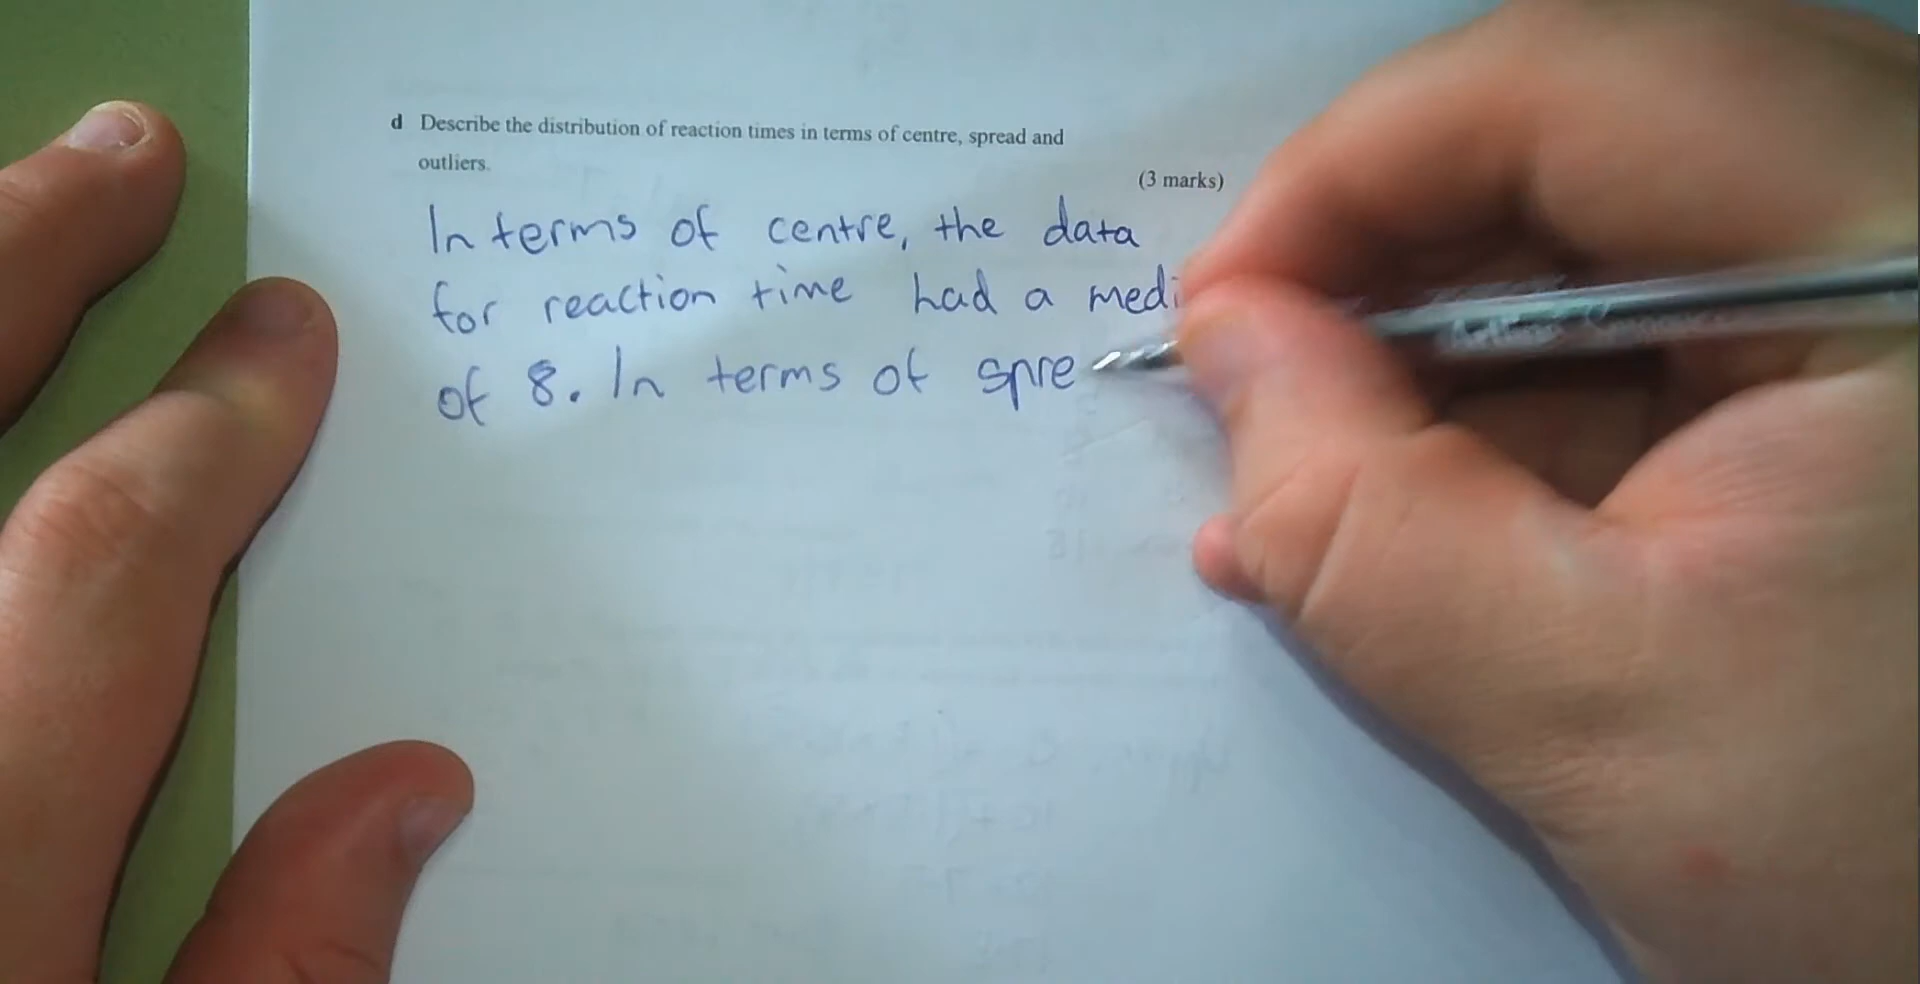 d Describe the distribution of reaction times in terms of centre, spread and
outliers.
(3 marks)
In terms of centre, the data
for reaction time had a medi
of 8. In terms of spre